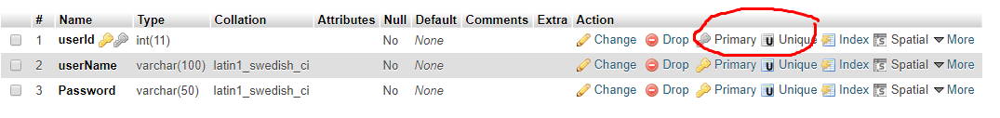 # Name Type Collation Attributes Null Default Comments Extra Action
1 userId int(11) No None Change Drop Primary Unique Index Spatial More
2 userName varchar(100) latin1_swedish_ci No None Change Drop Primary Unique Index Spatial More
3 Password varchar(50) latin1_swedish_ci No None Change Drop Primary Unique Index Spatial More